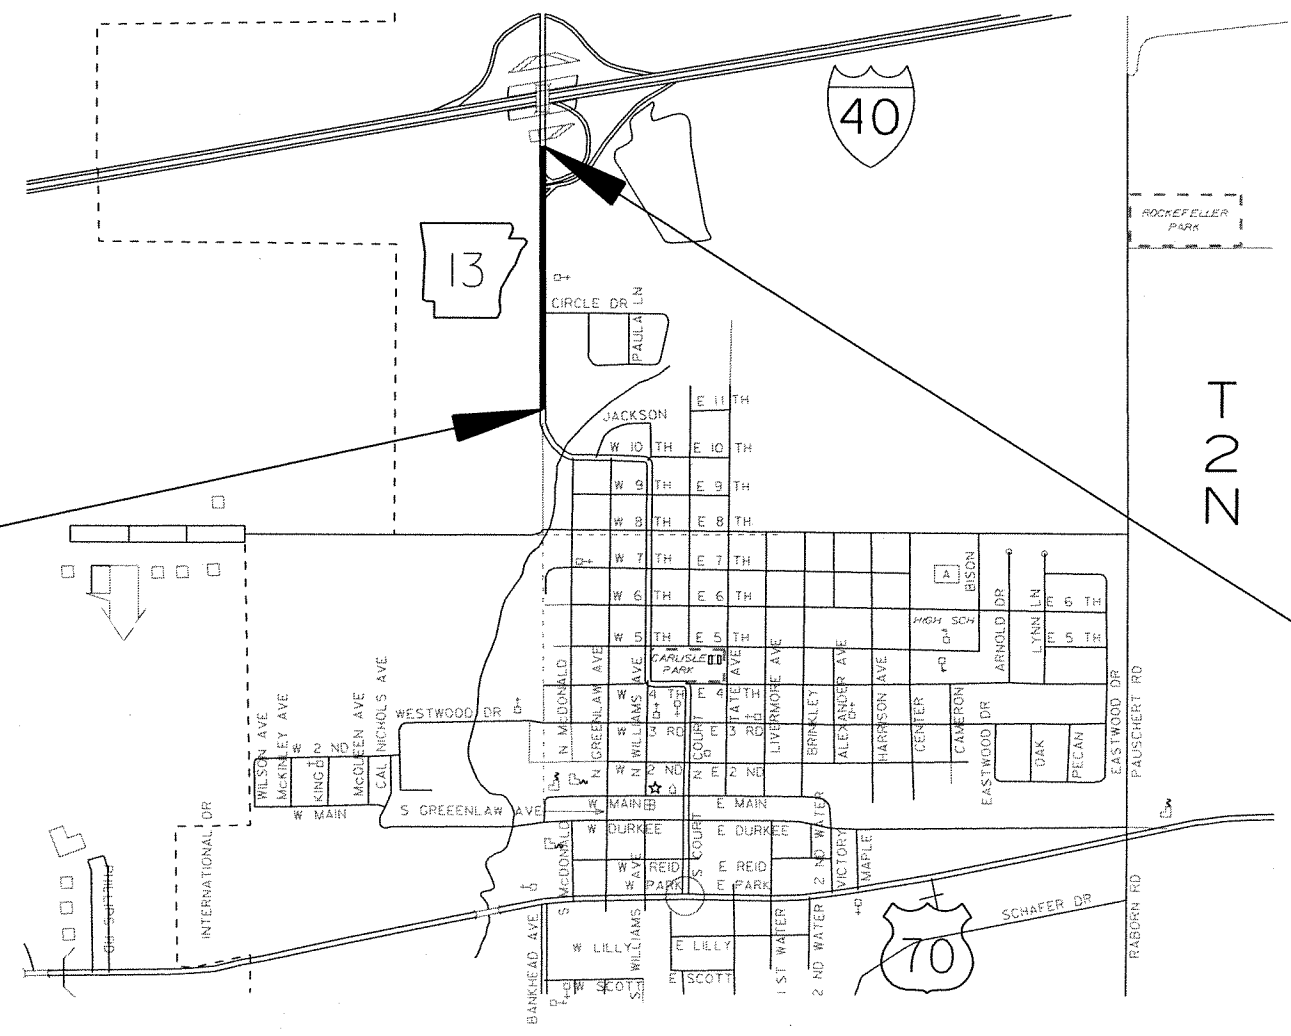 40
ROCKEFELLER
PARK
13
CIRCLE DR
PAULA LN
T
2
N
E 11 TH
JACKSON
W 10 TH E 10 TH
W 9 TH E 9 TH
W 8 TH E 8 TH
W 7 TH E 7 TH
A
BISON
W 6 TH E 6 TH
ARNOLD DR
LYNN LN
E 6 TH
HIGH SCH
W 5 TH E 5 TH
E 5 TH
CARLISLE
PARK
N McDONALD
N GREENLAW AVE
N WILLIAMS AVE
N COURT
STATE AVE
LIVERMORE AVE
BRINKLEY
ALEXANDER AVE
HARRISON AVE
CENTER
CAMERON
EASTWOOD DR
OAK
PECAN
EASTWOOD DR
PAUSCHERT RD
W 4 TH E 4 TH
WESTWOOD DR
W 3 RD E 3 RD
WILSON AVE
McKINLEY AVE
W 2 ND
KING
McQUEEN AVE
CAL NICHOLS AVE
W 2 ND E 2 ND
W MAIN
S GREEENLAW AVE
W MAIN E MAIN
W DURKEE E DURKEE
INTERNATIONAL DR
PHILLIPS RD
S McDONALD
S WILLIAMS AVE
S COURT
W REID E REID
W PARK E PARK
2 ND WATER
VICTORY
MAPLE
SCHAFER DR
RABORN RD
70
BANKHEAD AVE
W LILLY E LILLY
1 ST WATER
2 ND WATER
W SCOTT E SCOTT